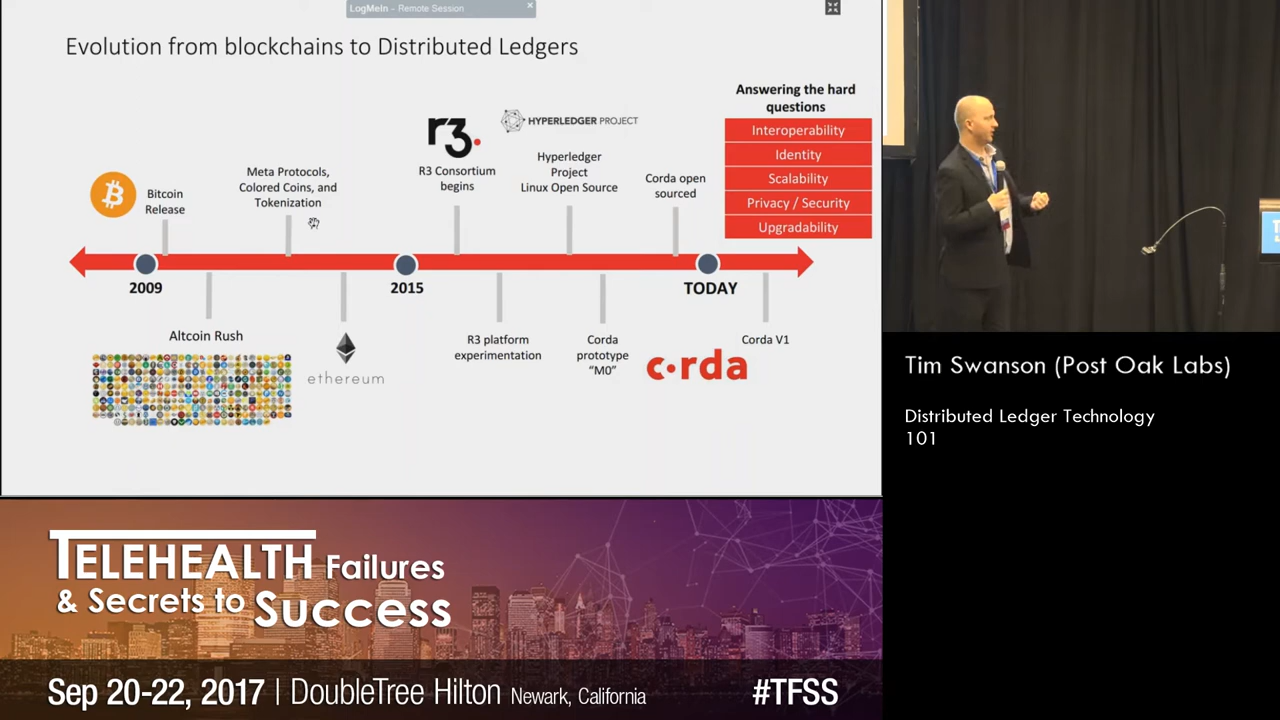 LogMeIn - Remote Session
Evolution from blockchains to Distributed Ledgers
Answering the hard
questions
Interoperability
Identity
Scalability
Privacy / Security
Upgradability
r3.
HYPERLEDGER PROJECT
Bitcoin
Release
Meta Protocols,
Colored Coins, and
Tokenization
R3 Consortium
begins
Hyperledger
Project
Linux Open Source
Corda open
sourced
2009
2015
TODAY
Altcoin Rush
ethereum
R3 platform
experimentation
Corda
prototype
“M0”
c·rda
Corda V1
Tim Swanson (Post Oak Labs)
Distributed Ledger Technology
101
TELEHEALTH Failures
& Secrets to Success
Sep 20-22, 2017 | DoubleTree Hilton Newark, California
#TFSS